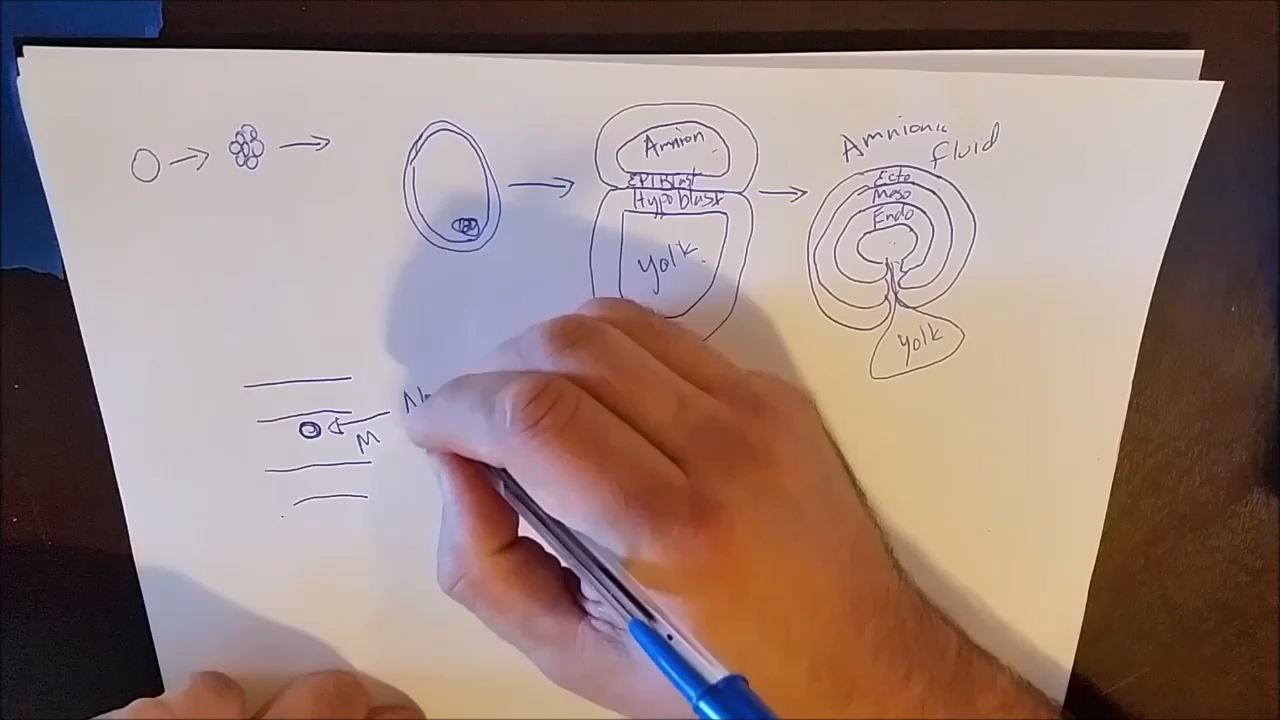 Amnion
EPIBlast
Hypoblast
yolk
Amnionic
fluid
Ecto
Meso
Endo
yolk
M